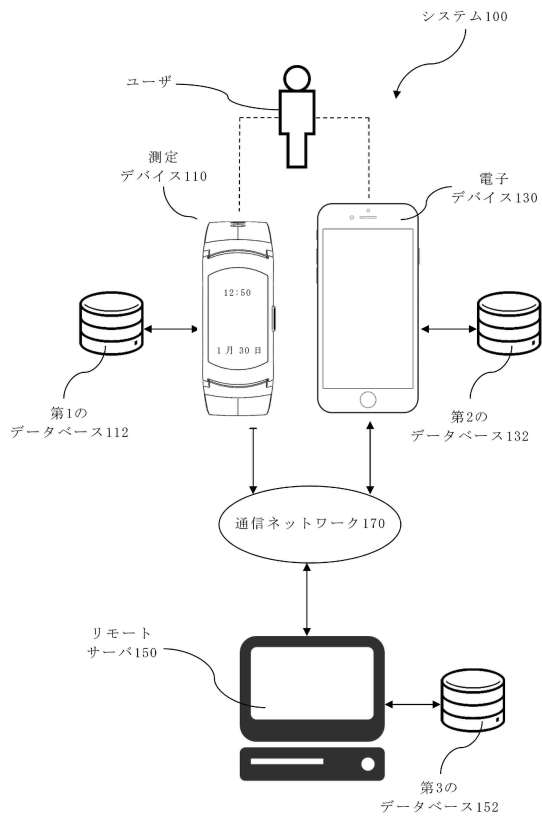 システム100
ユーザ
測定
デバイス110
電子
デバイス130
12:50
1月30日
第1の
データベース112
第2の
データベース132
通信ネットワーク170
リモート
サーバ150
第3の
データベース152